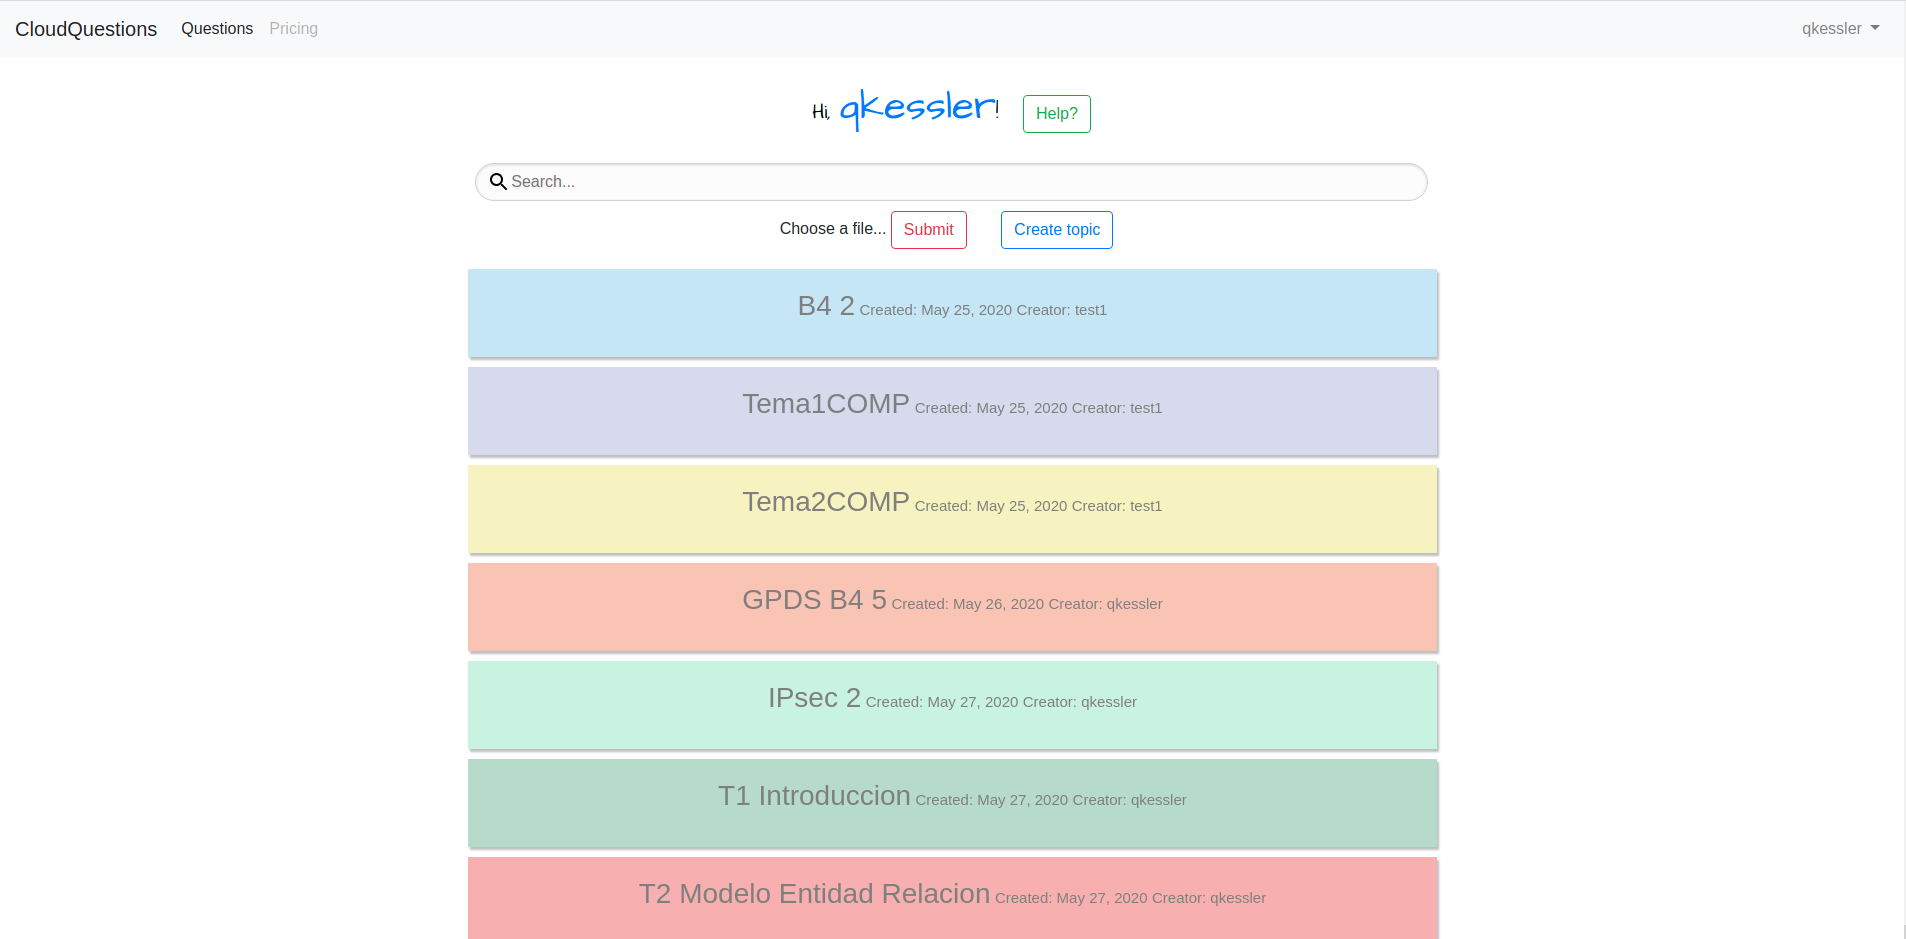 CloudQuestions Questions Pricing qkessler
Hi, qkessler! Help?
Search...
Choose a file... Submit Create topic
B4 2 Created: May 25, 2020 Creator: test1
Tema1COMP Created: May 25, 2020 Creator: test1
Tema2COMP Created: May 25, 2020 Creator: test1
GPDS B4 5 Created: May 26, 2020 Creator: qkessler
IPsec 2 Created: May 27, 2020 Creator: qkessler
T1 Introduccion Created: May 27, 2020 Creator: qkessler
T2 Modelo Entidad Relacion Created: May 27, 2020 Creator: qkessler